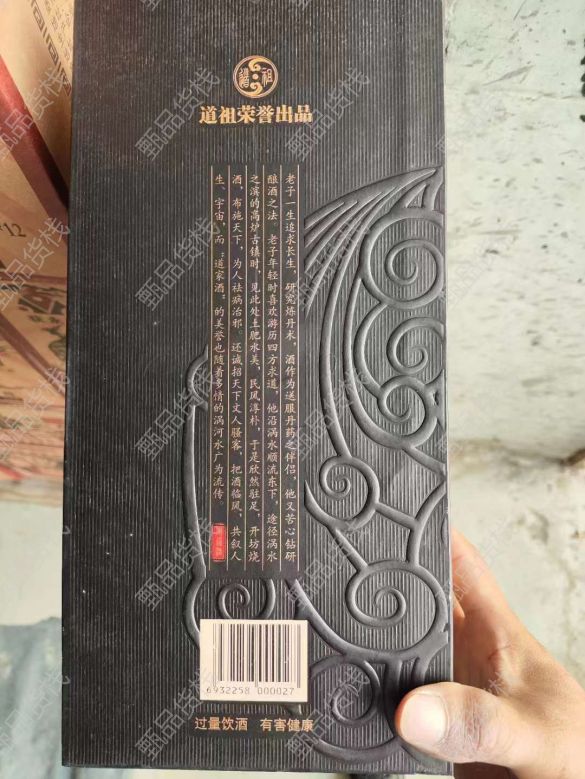 道祖荣誉出品
老子一生追求长生，研究炼丹术，酒作为送服丹药之伴侣，他又苦心钻研
酿酒之法。老子年轻时喜欢游历四方求道，他沿涡水顺流东下，途径涡水
之滨的高炉古镇时，见此处土肥水美，民风淳朴，于是欣然驻足，开坊烧
酒，布施天下，为人祛病治邪。还诚招天下文人骚客，把酒临风，共叙人
生、宇宙，而“道家酒”的美誉也随着多情的涡河水广为流传。
6932258 000027
过量饮酒 有害健康
*12
甄品货栈